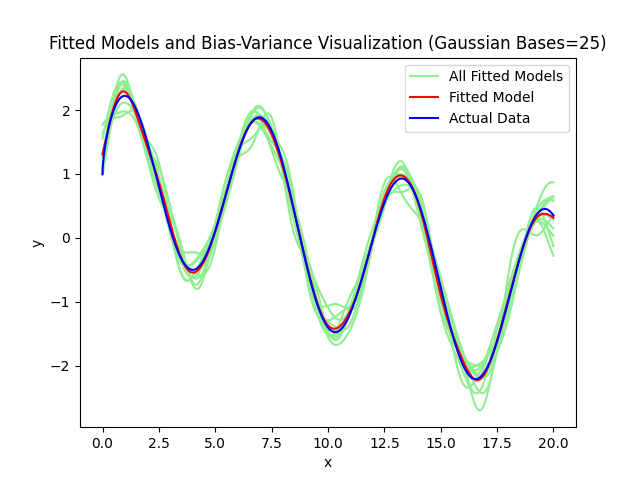 Fitted Models and Bias-Variance Visualization (Gaussian Bases=25)
All Fitted Models
Fitted Model
Actual Data
2
1
0
−1
−2
y
0.0 2.5 5.0 7.5 10.0 12.5 15.0 17.5 20.0
x